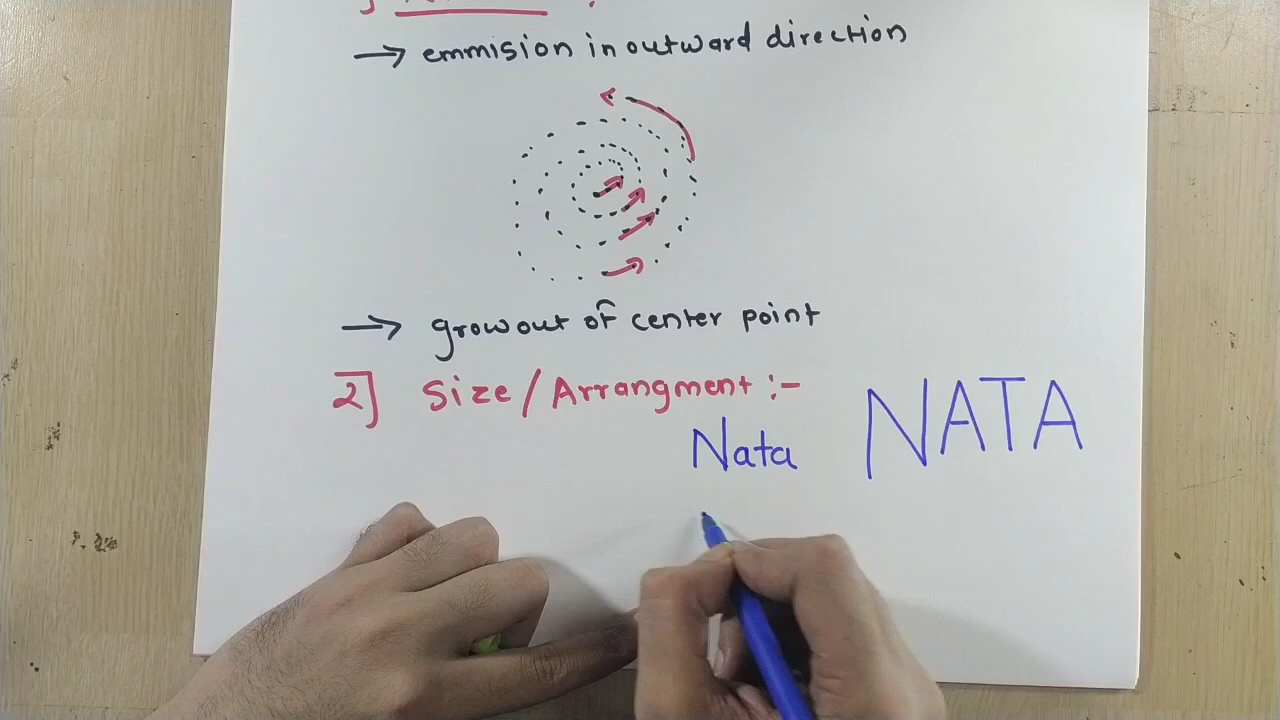 → emmision in outward direction
→ grow out of center point
2] Size/Arrangment :-
Nata NATA